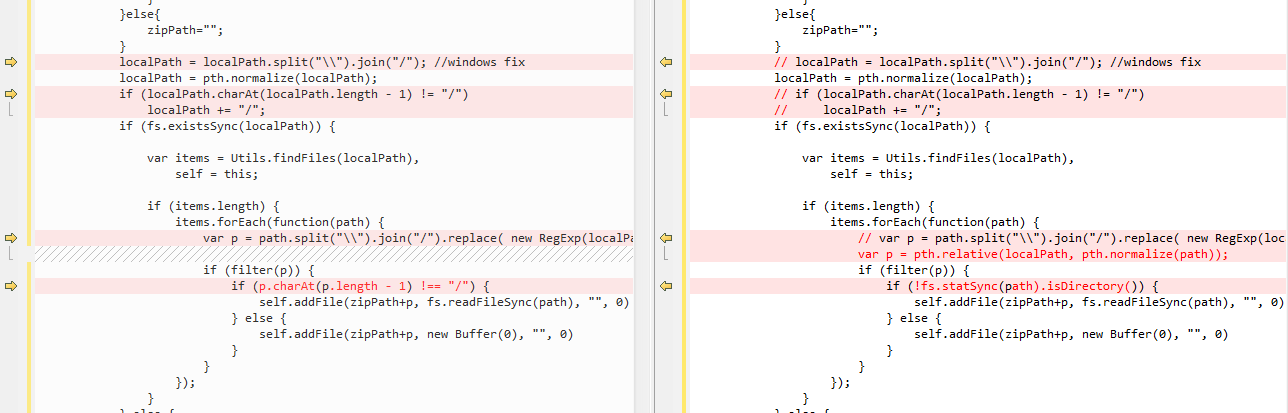 }else{
zipPath="";
}
localPath = localPath.split("\\").join("/"); //windows fix
localPath = pth.normalize(localPath);
if (localPath.charAt(localPath.length - 1) != "/")
localPath += "/";
if (fs.existsSync(localPath)) {
var items = Utils.findFiles(localPath),
self = this;
if (items.length) {
items.forEach(function(path) {
var p = path.split("\\").join("/").replace( new RegExp(localPa
if (filter(p)) {
if (p.charAt(p.length - 1) !== "/") {
self.addFile(zipPath+p, fs.readFileSync(path), "", 0)
} else {
self.addFile(zipPath+p, new Buffer(0), "", 0)
}
}
});
}
} else {
}else{
zipPath="";
}
// localPath = localPath.split("\\").join("/"); //windows fix
localPath = pth.normalize(localPath);
// if (localPath.charAt(localPath.length - 1) != "/")
//     localPath += "/";
if (fs.existsSync(localPath)) {
var items = Utils.findFiles(localPath),
self = this;
if (items.length) {
items.forEach(function(path) {
// var p = path.split("\\").join("/").replace( new RegExp(loc
var p = pth.relative(localPath, pth.normalize(path));
if (filter(p)) {
if (!fs.statSync(path).isDirectory()) {
self.addFile(zipPath+p, fs.readFileSync(path), "", 0)
} else {
self.addFile(zipPath+p, new Buffer(0), "", 0)
}
}
});
}
} else {